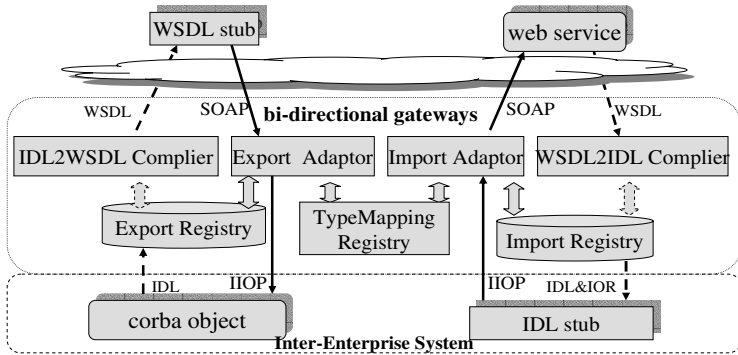 WSDL stub
web service
WSDL
SOAP
SOAP
WSDL
bi-directional gateways
IDL2WSDL Complier
Export Adaptor
Import Adaptor
WSDL2IDL Complier
Export Registry
TypeMapping
Registry
Import Registry
IDL
IIOP
IIOP
IDL&IOR
corba object
IDL stub
Inter-Enterprise System